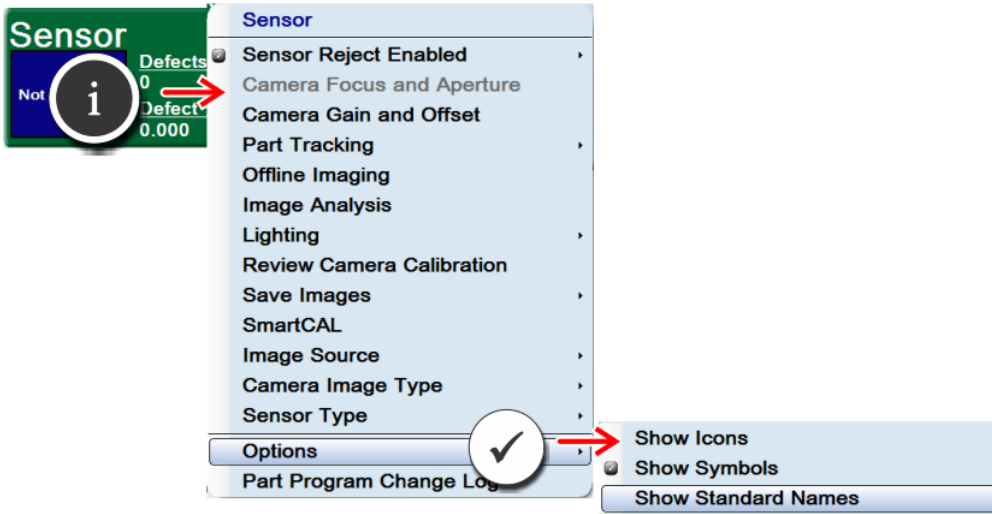 Sensor
Defects
Not
0
Defect
0.000
i
Sensor
Sensor Reject Enabled
Camera Focus and Aperture
Camera Gain and Offset
Part Tracking
Offline Imaging
Image Analysis
Lighting
Review Camera Calibration
Save Images
SmartCAL
Image Source
Camera Image Type
Sensor Type
Options
Part Program Change Log
Show Icons
Show Symbols
Show Standard Names